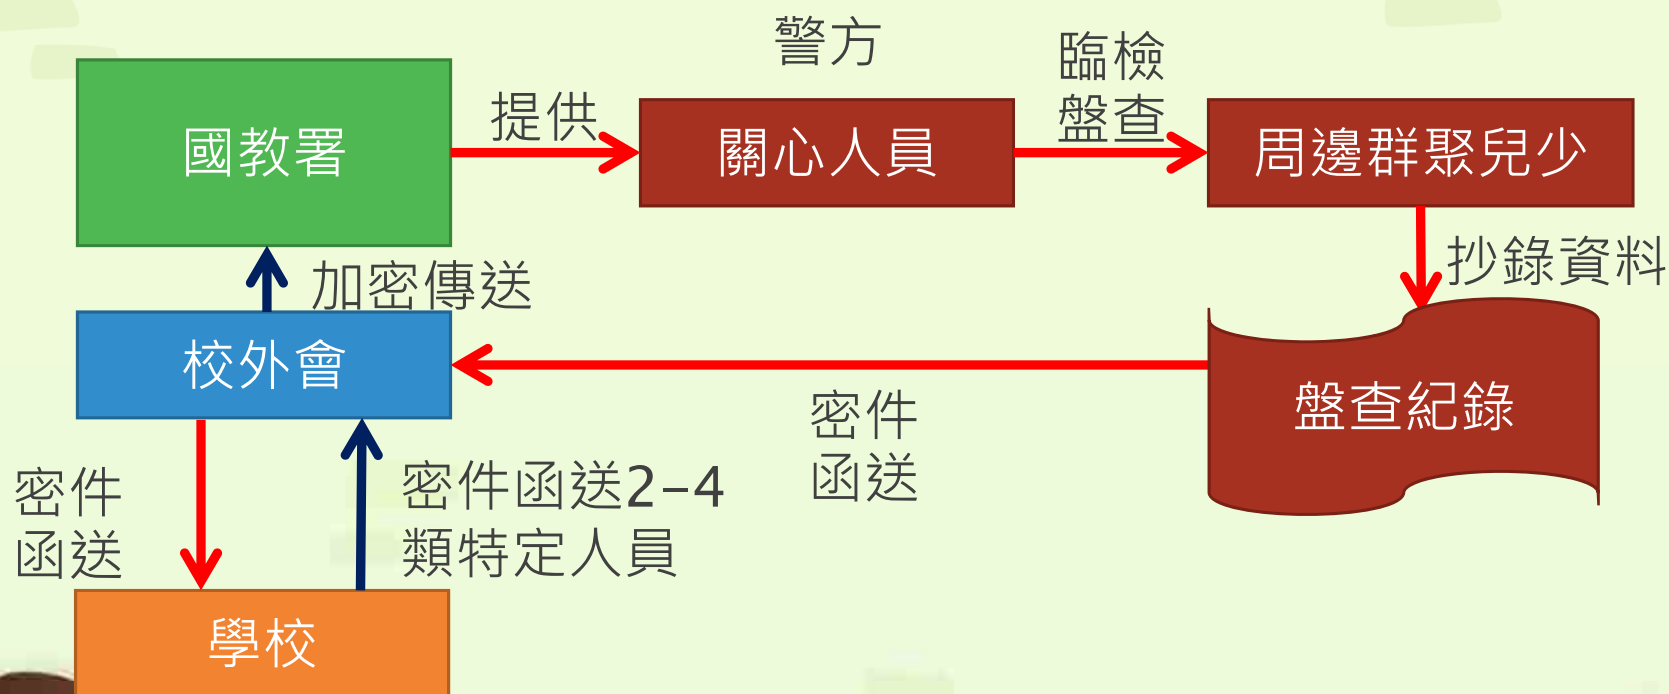 警方
臨檢
盤查
國教署
提供
關心人員
周邊群聚兒少
抄錄資料
加密傳送
校外會
盤查紀錄
密件
函送
密件
函送
密件函送2-4
類特定人員
學校